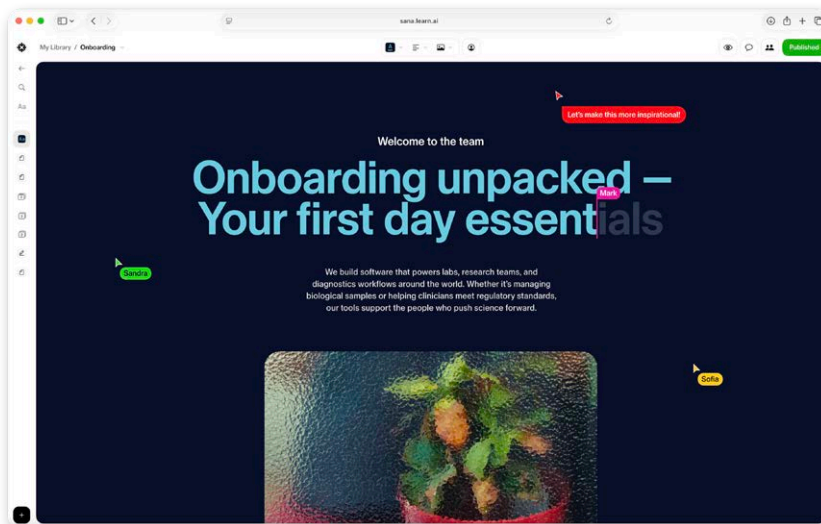 sana.learn.ai
My Library / Onboarding
Published
Aa
Let's make this more inspirational!
Welcome to the team
Onboarding unpacked –
Mark
Your first day essentials
Sandra
We build software that powers labs, research teams, and
diagnostics workflows around the world. Whether it's managing
biological samples or helping clinicians meet regulatory standards,
our tools support the people who push science forward.
Sofia